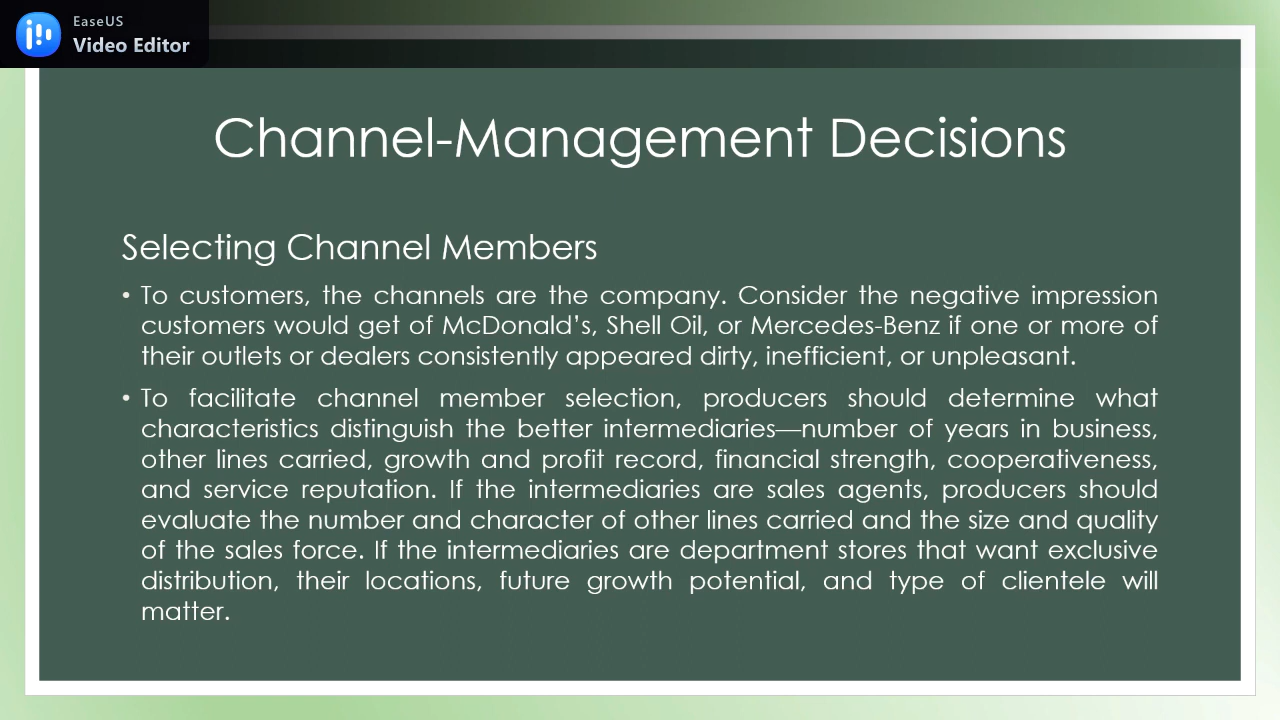 EaseUS
Video Editor
Channel-Management Decisions
Selecting Channel Members
• To customers, the channels are the company. Consider the negative impression
customers would get of McDonald’s, Shell Oil, or Mercedes-Benz if one or more of
their outlets or dealers consistently appeared dirty, inefficient, or unpleasant.
• To facilitate channel member selection, producers should determine what
characteristics distinguish the better intermediaries—number of years in business,
other lines carried, growth and profit record, financial strength, cooperativeness,
and service reputation. If the intermediaries are sales agents, producers should
evaluate the number and character of other lines carried and the size and quality
of the sales force. If the intermediaries are department stores that want exclusive
distribution, their locations, future growth potential, and type of clientele will
matter.